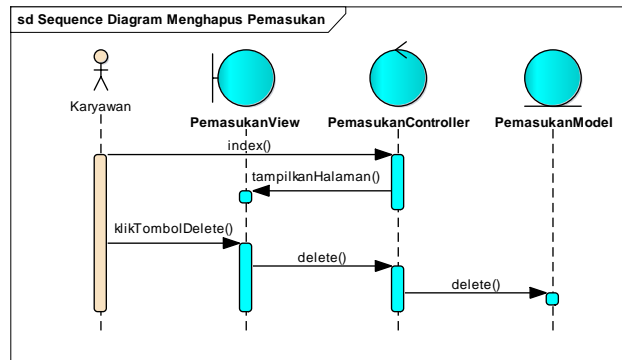 sd Sequence Diagram Menghapus Pemasukan
Karyawan
PemasukanView
PemasukanController
PemasukanModel
index()
tampilkanHalaman()
klikTombolDelete()
delete()
delete()